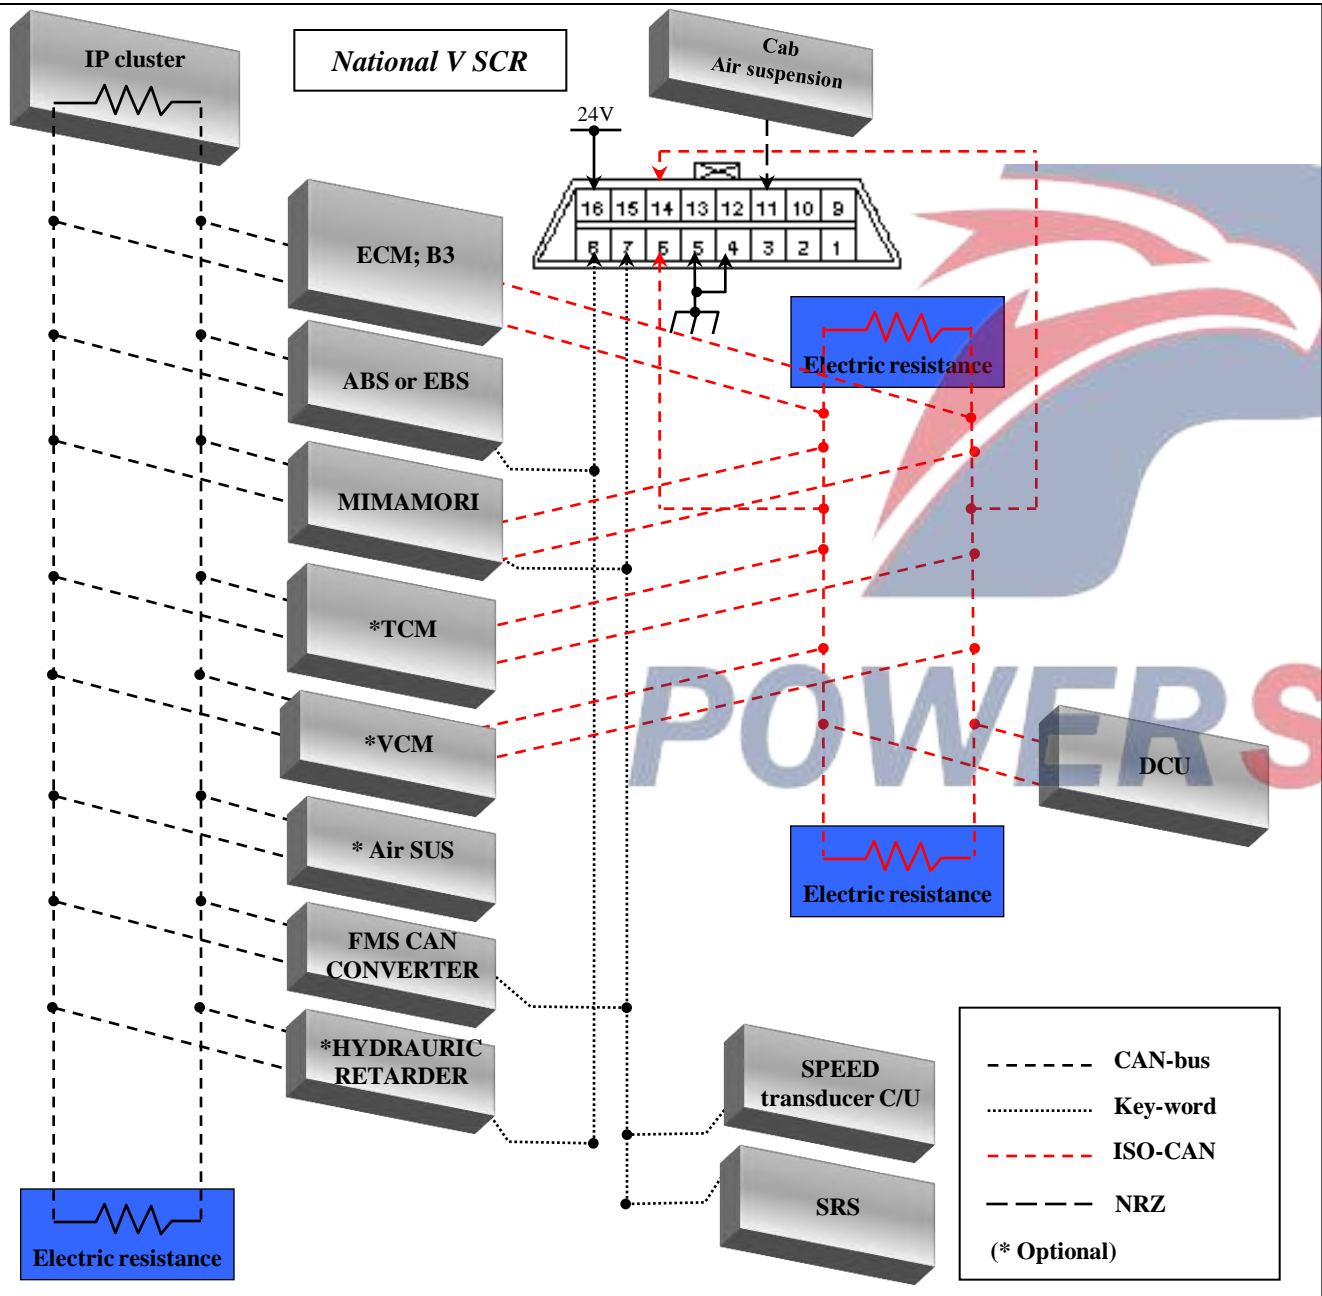 IP cluster
National V SCR
Cab
Air suspension
24V
16 15 14 13 12 11 10 9
8 7 6 5 4 3 2 1
ECM; B3
Electric resistance
ABS or EBS
MIMAMORI
*TCM
POWERS
*VCM
DCU
* Air SUS
Electric resistance
FMS CAN
CONVERTER
*HYDRAURIC
RETARDER
SPEED
transducer C/U
SRS
Electric resistance
CAN-bus
Key-word
ISO-CAN
NRZ
(* Optional)